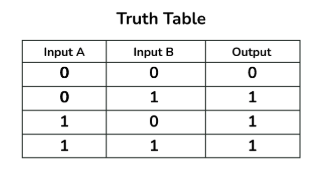 Truth Table
Input A Input B Output
0 0 0
0 1 1
1 0 1
1 1 1